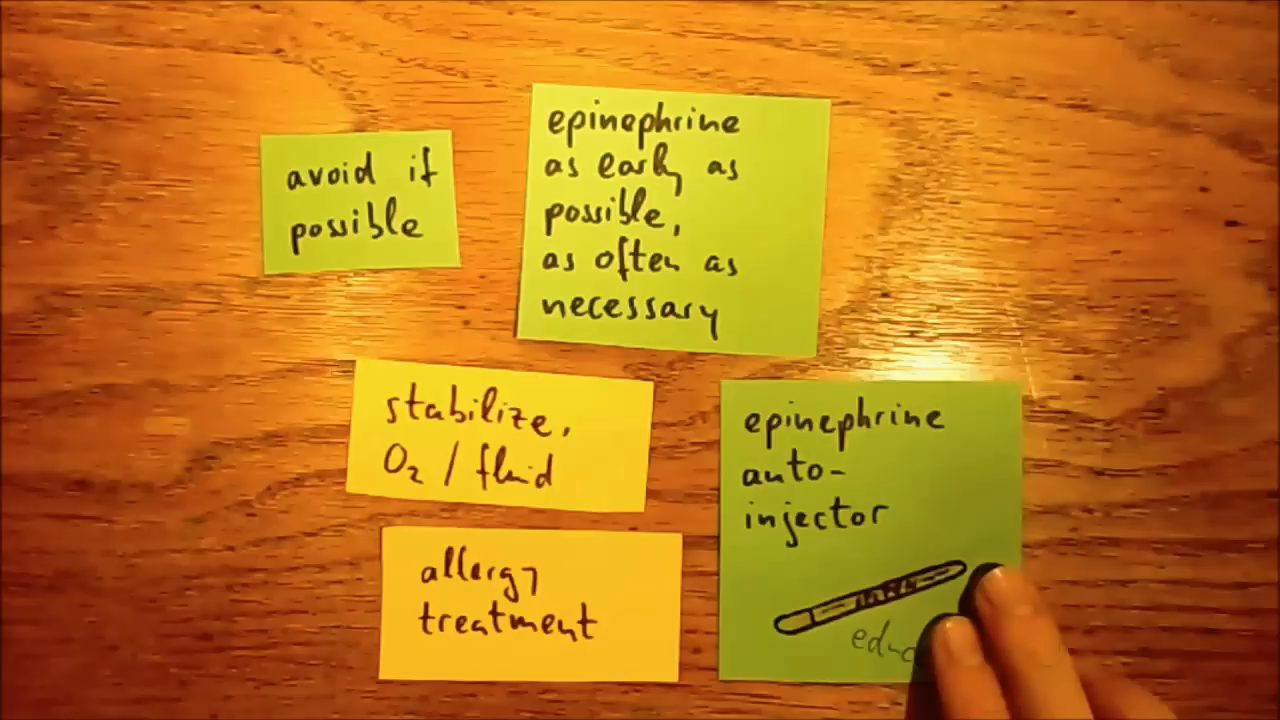 avoid if
possible
epinephrine
as early as
possible,
as often as
necessary
stabilize,
O₂ / fluid
allergy
treatment
epinephrine
auto-
injector